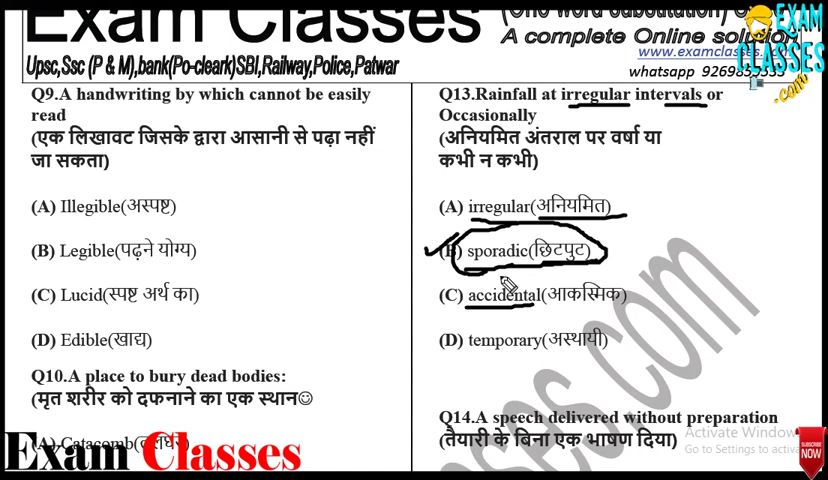 Exam Classes
(One word Substitution)
A complete Online solution
EXAM
CLASSES
.com
Upsc,Ssc (P & M),bank(Po-cleark)SBI,Railway,Police,Patwar
www.examclasses.
whatsapp 9269
Q9.A handwriting by which cannot be easily
read
(एक लिखावट जिसके द्वारा आसानी से पढ़ा नहीं
जा सकता)
(A) Illegible(अस्पष्ट)
(B) Legible(पढ़ने योग्य)
(C) Lucid(स्पष्ट अर्थ का)
(D) Edible(खाद्य)
Q10.A place to bury dead bodies:
(मृत शरीर को दफनाने का एक स्थान☺
(A) Catacomb(
Exam Classes
Q13.Rainfall at irregular intervals or
Occasionally
(अनियमित अंतराल पर वर्षा या
कभी न कभी)
(A) irregular(अनियमित)
(B) sporadic(छिटपुट)
(C) accidental(आकस्मिक)
(D) temporary(अस्थायी)
Q14.A speech delivered without preparation
(तैयारी के बिना एक भाषण दिया)
Activate Window
Go to Settings to activa
SUBSCRIBE
NOW
sses.com